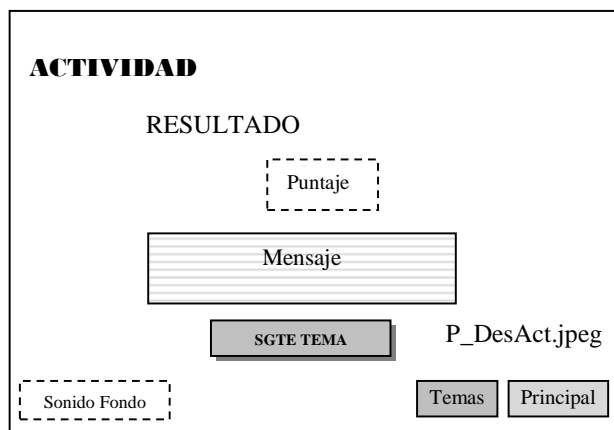 ACTIVIDAD
RESULTADO
Puntaje
Mensaje
SGTE TEMA
P_DesAct.jpeg
Sonido Fondo
Temas
Principal